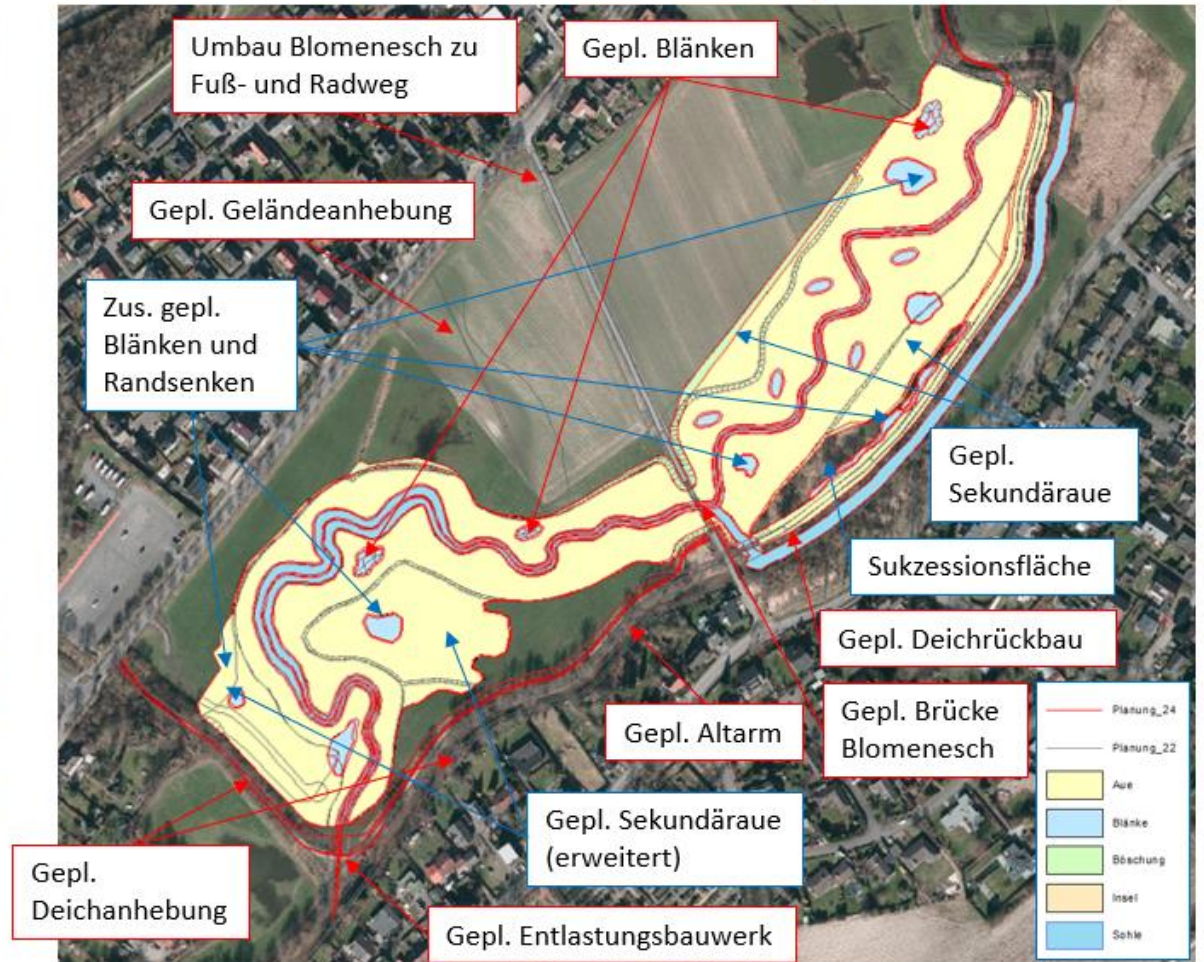 Umbau Blomenesch zu
Fuß- und Radweg
Gepl. Blänken
Gepl. Geländeanhebung
Zus. gepl.
Blänken und
Randsenken
Gepl.
Sekundäraue
Sukzessionsfläche
Gepl. Deichrückbau
Gepl. Brücke
Blomenesch
Gepl. Altarm
Gepl. Sekundäraue
(erweitert)
Gepl.
Deichanhebung
Gepl. Entlastungsbauwerk
Planung_24
Planung_22
Aue
Blänke
Böschung
Insel
Sohle